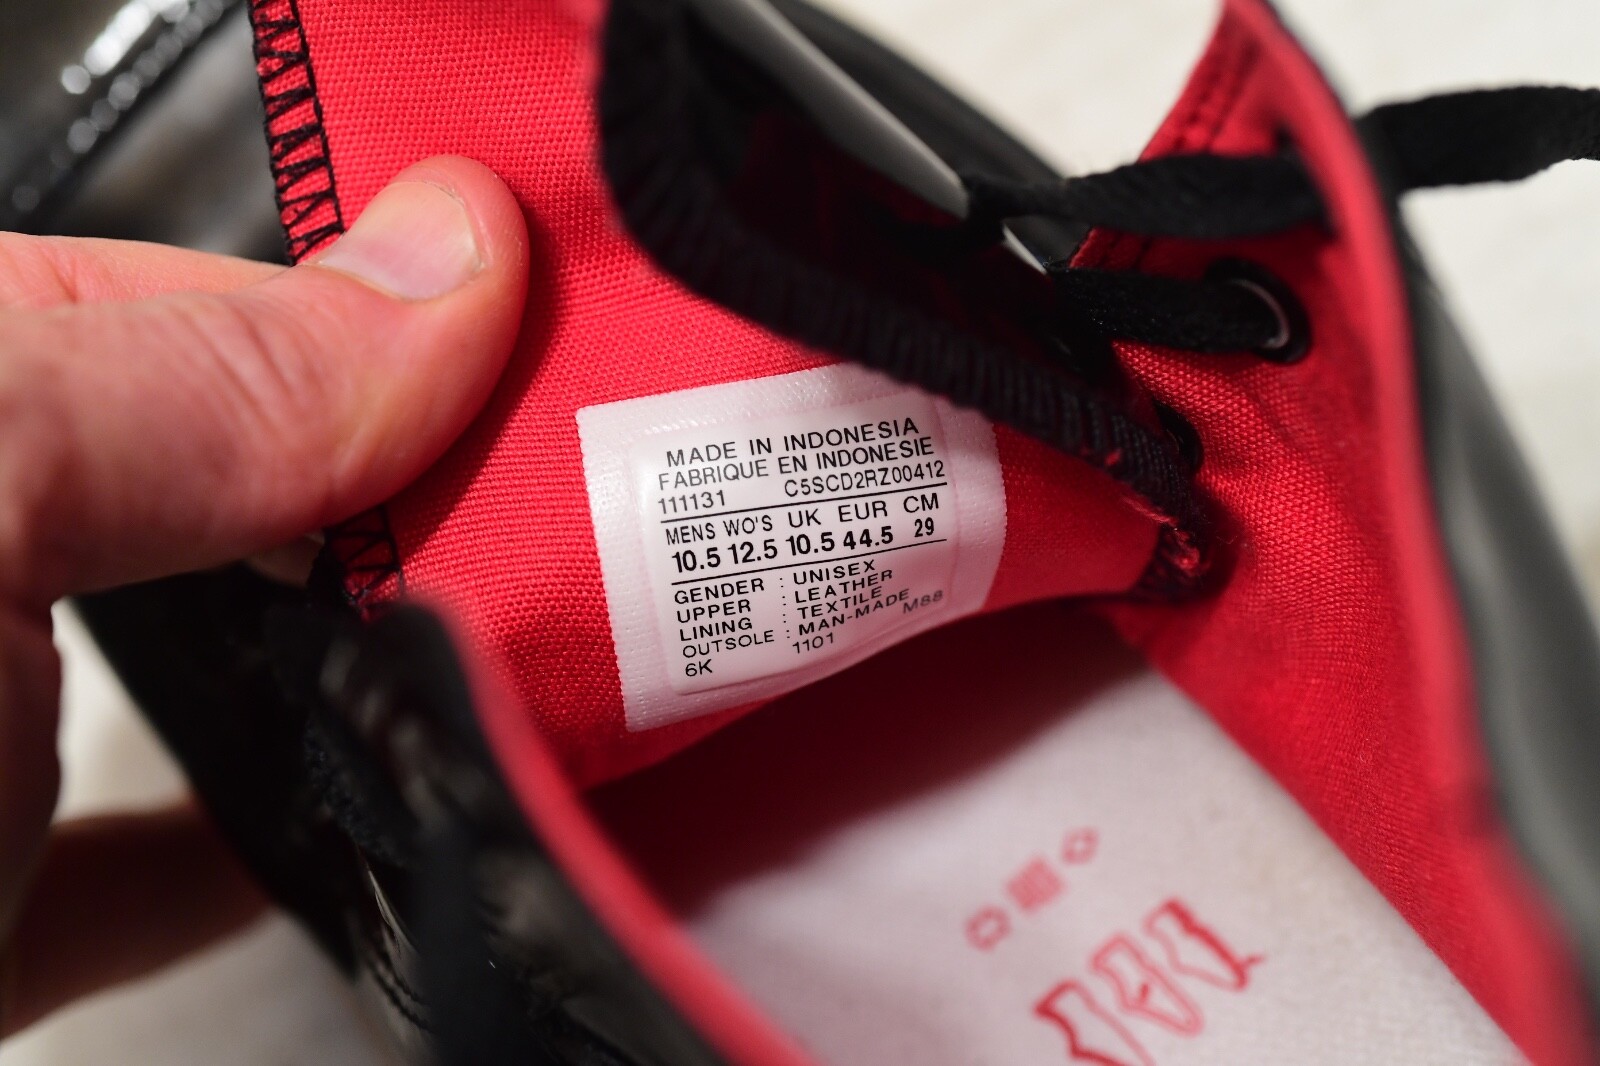 MADE IN INDONESIA
FABRIQUE EN INDONESIE
111131 C5SCD2RZ00412
MENS WO'S UK EUR CM
10.5 12.5 10.5 44.5 29
GENDER : UNISEX
UPPER : LEATHER
LINING : TEXTILE
OUTSOLE : MAN-MADE M88
6K 1101